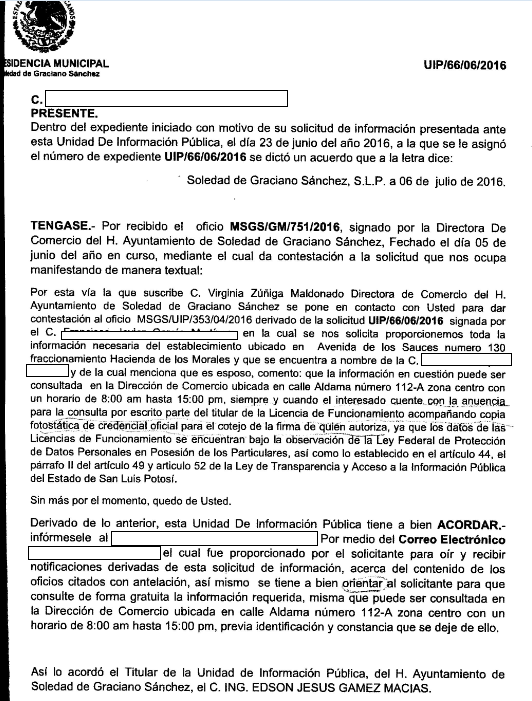 ESIDENCIA MUNICIPAL
ledad de Graciano Sánchez
UIP/66/06/2016
C.
PRESENTE.
Dentro del expediente iniciado con motivo de su solicitud de información presentada ante
esta Unidad De Información Pública, el día 23 de junio del año 2016, a la que se le asignó
el número de expediente UIP/66/06/2016 se dictó un acuerdo que a la letra dice:
Soledad de Graciano Sánchez, S.L.P. a 06 de julio de 2016.
TENGASE.- Por recibido el oficio MSGS/GM/751/2016, signado por la Directora De
Comercio del H. Ayuntamiento de Soledad de Graciano Sánchez, Fechado el día 05 de
junio del año en curso, mediante el cual da contestación a la solicitud que nos ocupa
manifestando de manera textual:
Por esta vía la que suscribe C. Virginia Zúñiga Maldonado Directora de Comercio del H.
Ayuntamiento de Soledad de Graciano Sánchez se pone en contacto con Usted para dar
contestación al oficio MSGS/UIP/353/04/2016 derivado de la solicitud UIP/66/06/2016 signada por
el C. en la cual se nos solicita proporcionemos toda la
información necesaria del establecimiento ubicado en Avenida de los Sauces numero 130
fraccionamiento Hacienda de los Morales y que se encuentra a nombre de la C.
y de la cual menciona que es esposo, comento: que la información en cuestión puede ser
consultada en la Dirección de Comercio ubicada en calle Aldama número 112-A zona centro con
un horario de 8:00 am hasta 15:00 pm, siempre y cuando el interesado cuente con la anuencia
para la consulta por escrito parte del titular de la Licencia de Funcionamiento acompañando copia
fotostática de credencial oficial para el cotejo de la firma de quién autoriza, ya que los datos de las
Licencias de Funcionamiento se encuentran bajo la observación de la Ley Federal de Protección
de Datos Personales en Posesión de los Particulares, así como lo establecido en el artículo 44, el
párrafo II del artículo 49 y articulo 52 de la Ley de Transparencia y Acceso a la Información Pública
del Estado de San Luis Potosí.
Sin más por el momento, quedo de Usted.
Derivado de lo anterior, esta Unidad De Información Pública tiene a bien ACORDAR.-
infórmesele al Por medio del Correo Electrónico
el cual fue proporcionado por el solicitante para oír y recibir
notificaciones derivadas de esta solicitud de información, acerca del contenido de los
oficios citados con antelación, así mismo se tiene a bien orientar al solicitante para que
consulte de forma gratuita la información requerida, misma que puede ser consultada en
la Dirección de Comercio ubicada en calle Aldama número 112-A zona centro con un
horario de 8:00 am hasta 15:00 pm, previa identificación y constancia que se deje de ello.
Así lo acordó el Titular de la Unidad de Información Pública, del H. Ayuntamiento de
Soledad de Graciano Sánchez, el C. ING. EDSON JESUS GAMEZ MACIAS.